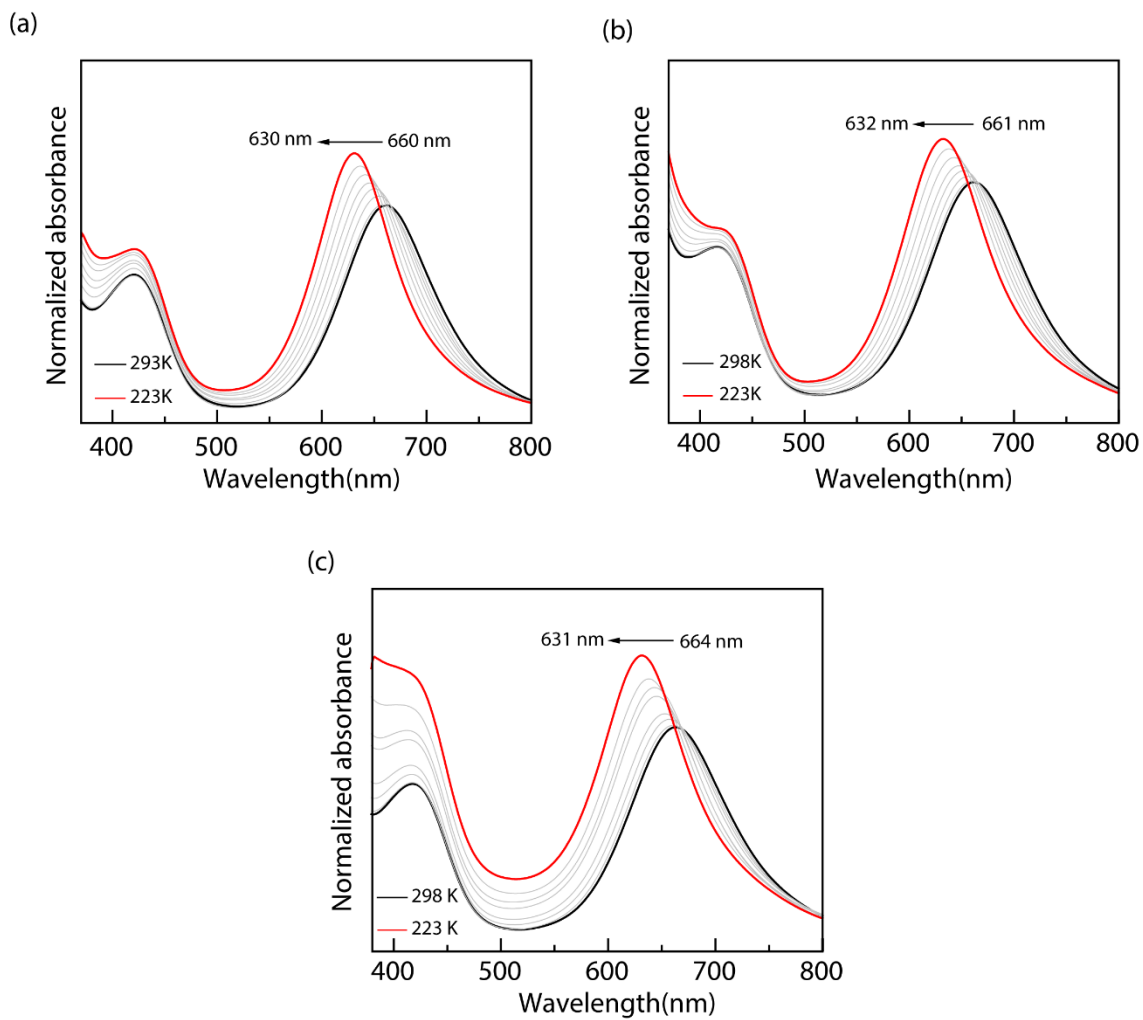 (a)
630 nm 660 nm
Normalized absorbance
293K
223K
400 500 600 700 800
Wavelength(nm)
(b)
632 nm 661 nm
Normalized absorbance
298K
223K
400 500 600 700 800
Wavelength(nm)
(c)
631 nm 664 nm
Normalized absorbance
298 K
223 K
400 500 600 700 800
Wavelength(nm)